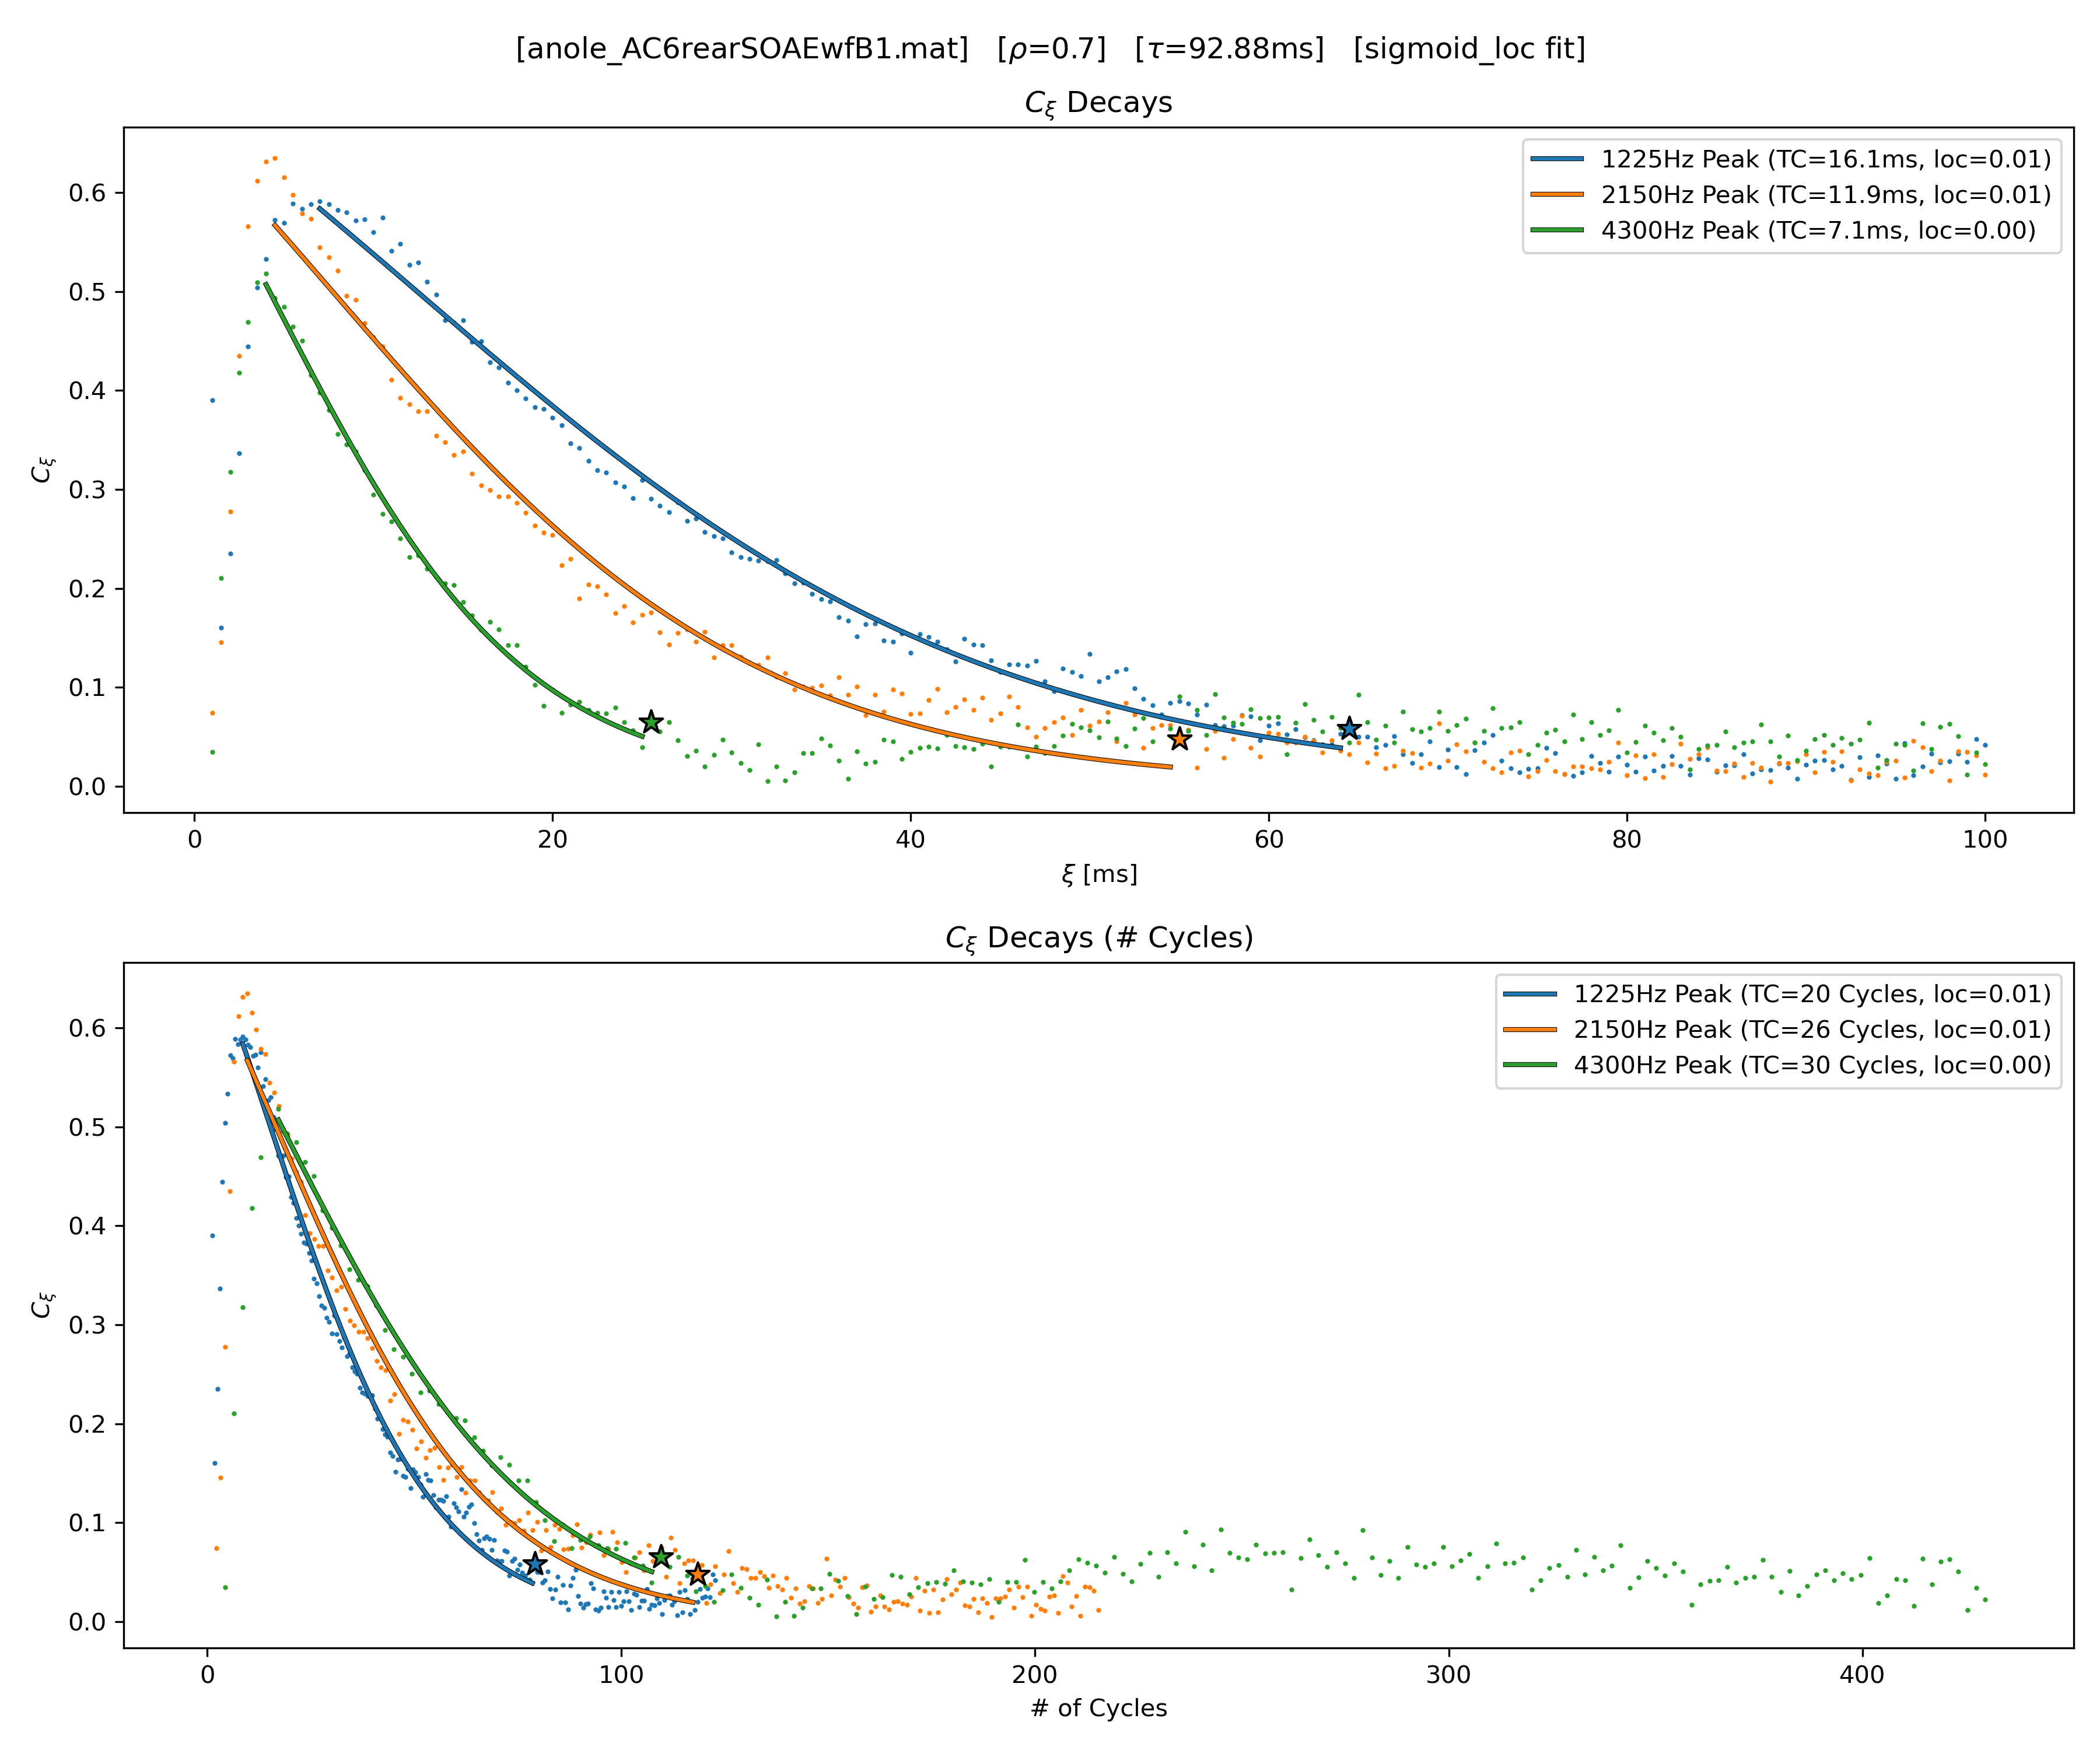 [anole_AC6rearSOAEwfB1.mat] [ρ=0.7] [τ=92.88ms] [sigmoid_loc fit]
C_ξ Decays
1225Hz Peak (TC=16.1ms, loc=0.01)
2150Hz Peak (TC=11.9ms, loc=0.01)
4300Hz Peak (TC=7.1ms, loc=0.00)
0.6
0.5
0.4
0.3
0.2
0.1
0.0
C_ξ
0 20 40 60 80 100
ξ [ms]
C_ξ Decays (# Cycles)
1225Hz Peak (TC=20 Cycles, loc=0.01)
2150Hz Peak (TC=26 Cycles, loc=0.01)
4300Hz Peak (TC=30 Cycles, loc=0.00)
0.6
0.5
0.4
0.3
0.2
0.1
0.0
C_ξ
0 100 200 300 400
# of Cycles